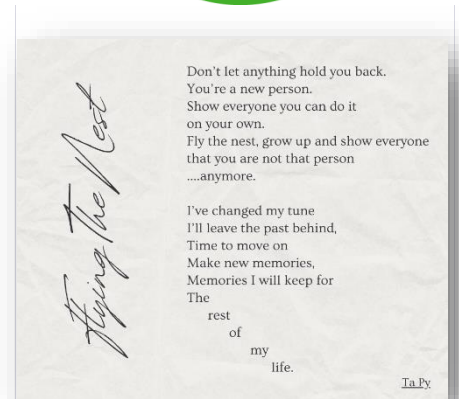 Flying The Nest
Don't let anything hold you back.
You're a new person.
Show everyone you can do it
on your own.
Fly the nest, grow up and show everyone
that you are not that person
....anymore.
I've changed my tune
I'll leave the past behind,
Time to move on
Make new memories,
Memories I will keep for
The
rest
of
my
life.
Ta Py